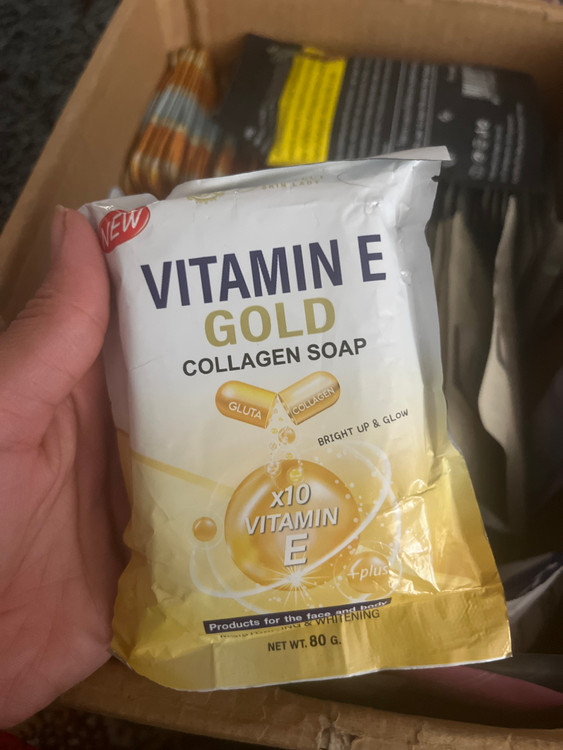 NEW
VITAMIN E
GOLD
COLLAGEN SOAP
GLUTA
COLLAGEN
BRIGHT UP & GLOW
x10
VITAMIN
E
+plus
Products for the face and body
& WHITENING
NET WT. 80 G.